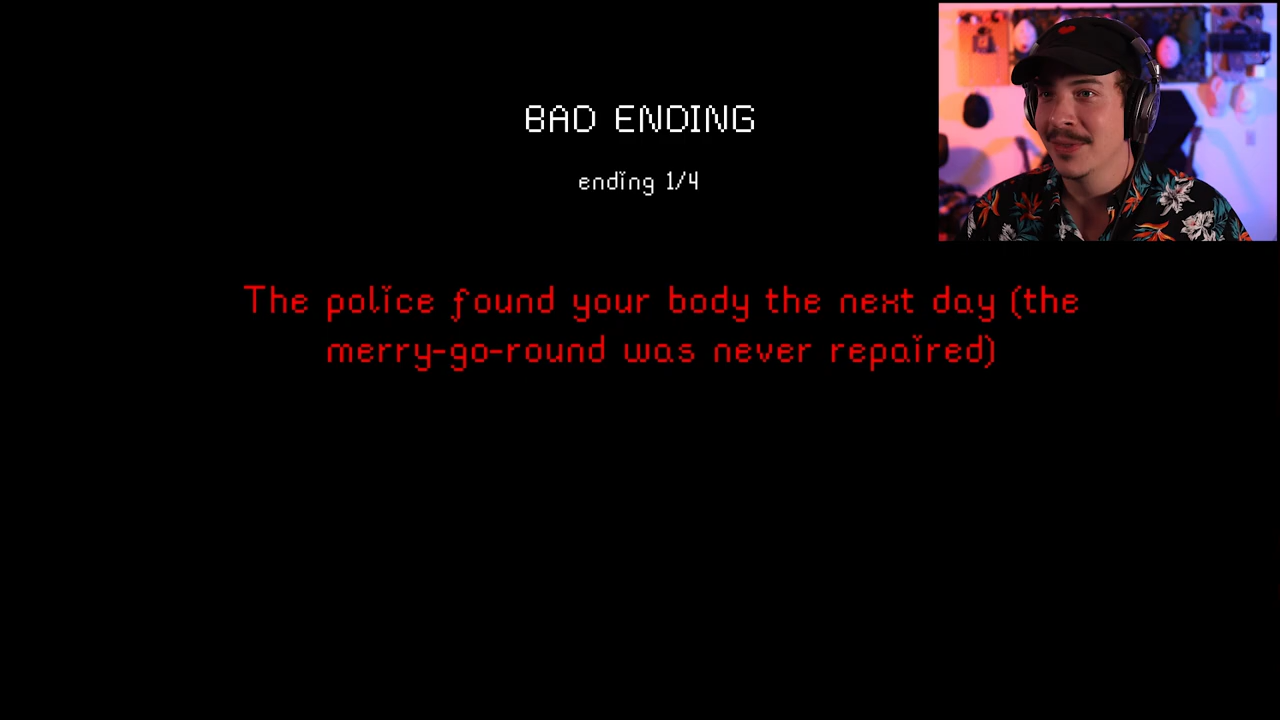 BAD ENDING
ending 1/4
The police found your body the next day (the
merry-go-round was never repaired)